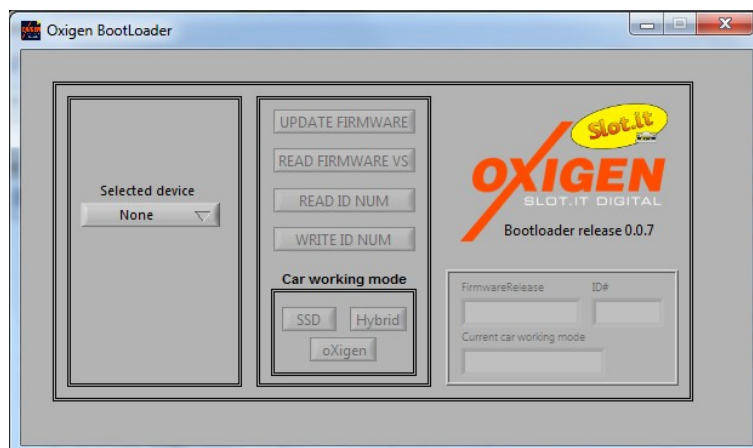 Oxigen BootLoader
Selected device
None
UPDATE FIRMWARE
READ FIRMWARE VS
READ ID NUM
WRITE ID NUM
Car working mode
SSD
Hybrid
oXigen
Slot.it
OXIGEN
SLOT.IT DIGITAL
Bootloader release 0.0.7
FirmwareRelease
ID#
Current car working mode